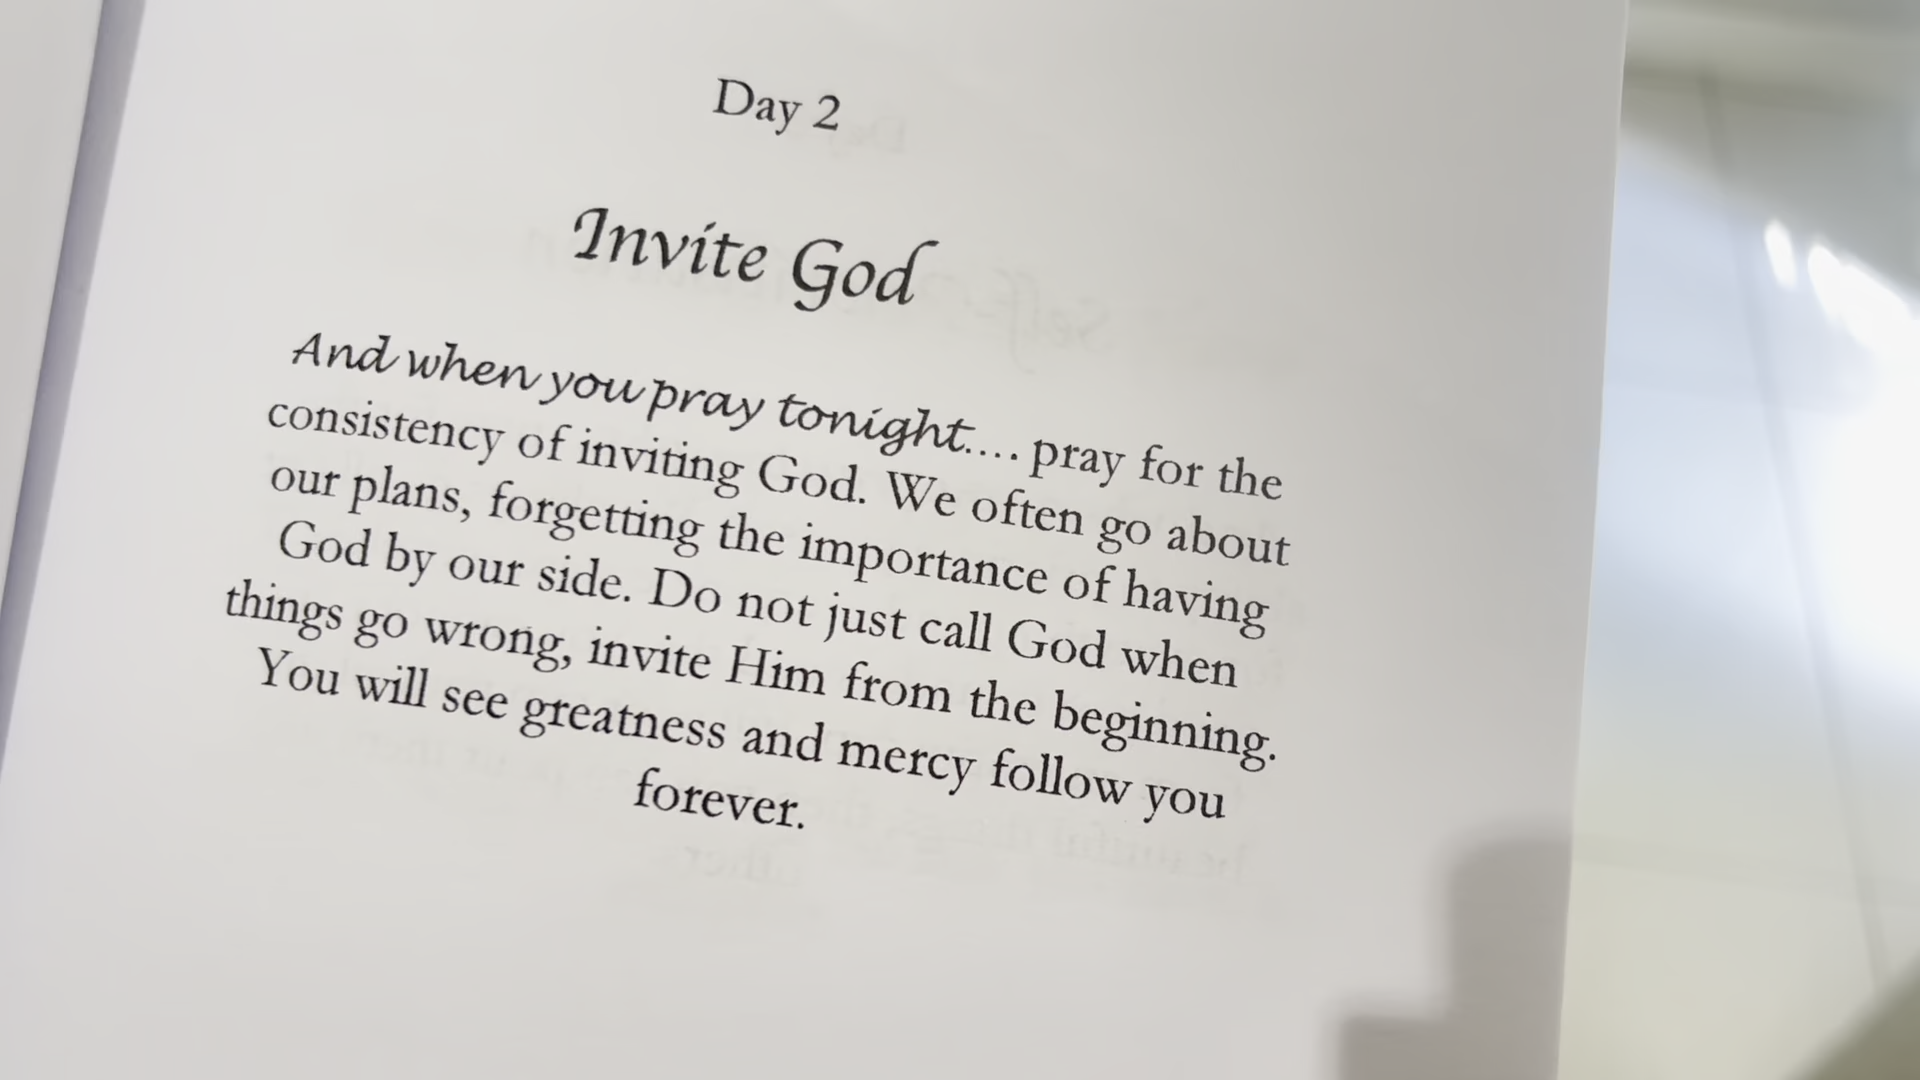 Day 2
Invite God
And when you pray tonight.... pray for the
consistency of inviting God. We often go about
our plans, forgetting the importance of having
God by our side. Do not just call God when
things go wrong, invite Him from the beginning.
You will see greatness and mercy follow you
forever.